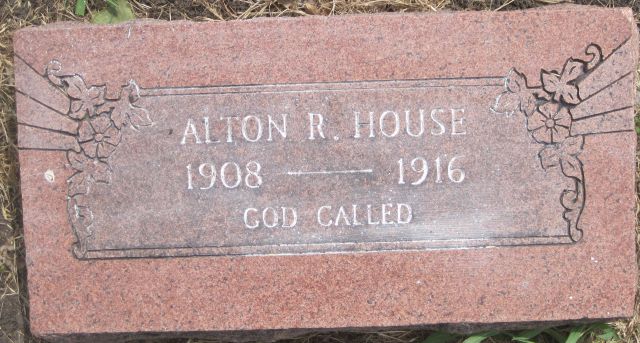 ALTON R. HOUSE
1908 — 1916
GOD CALLED